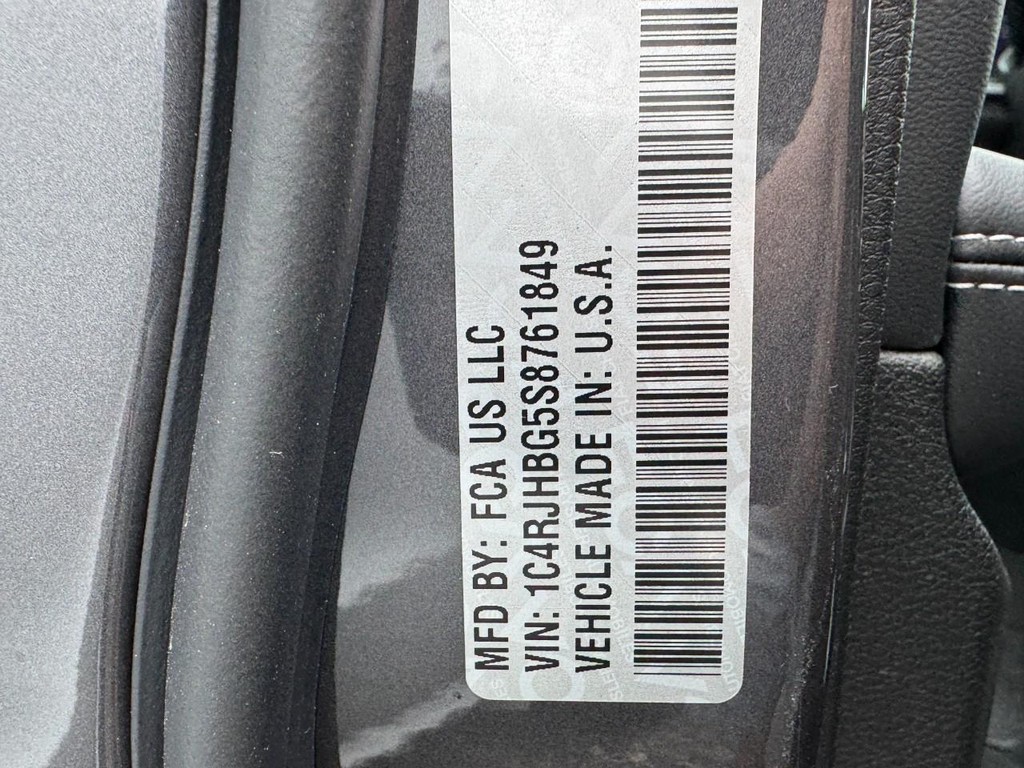 MFD BY: FCA US LLC
VIN: 1C4RJHBG5S8761849
VEHICLE MADE IN: U.S.A.